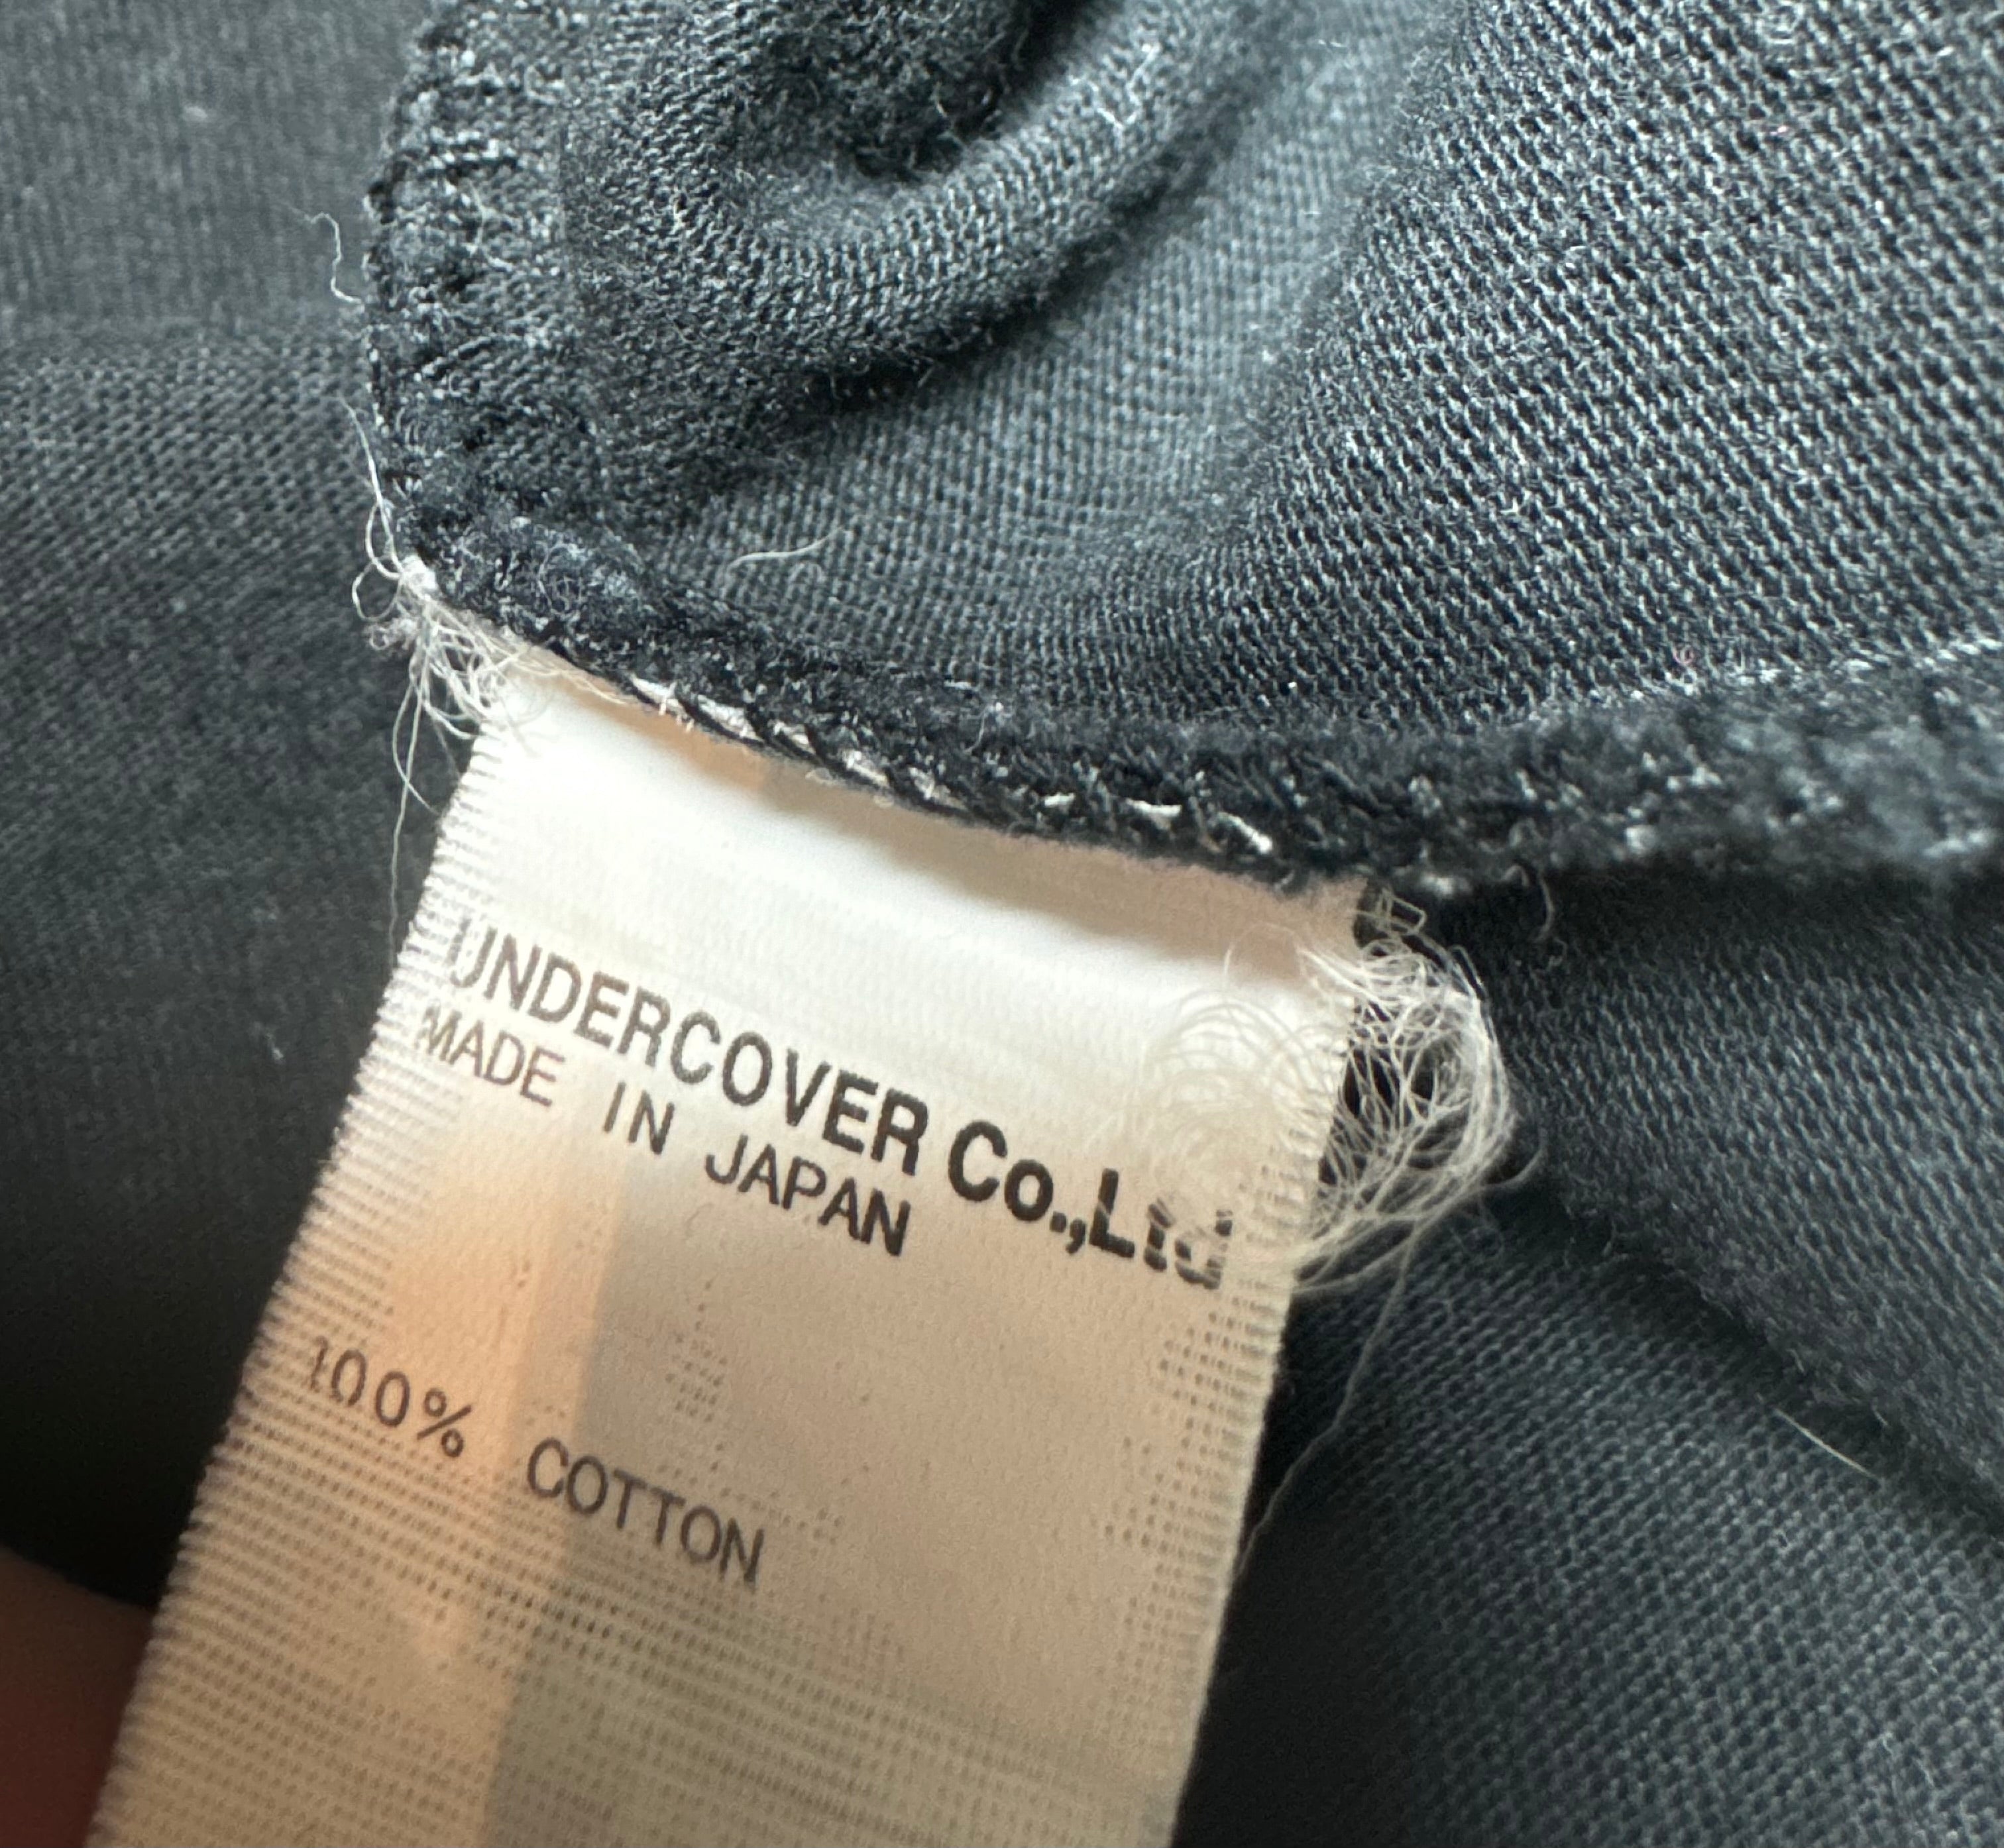 UNDERCOVER Co.,Ltd
MADE IN JAPAN
100% COTTON